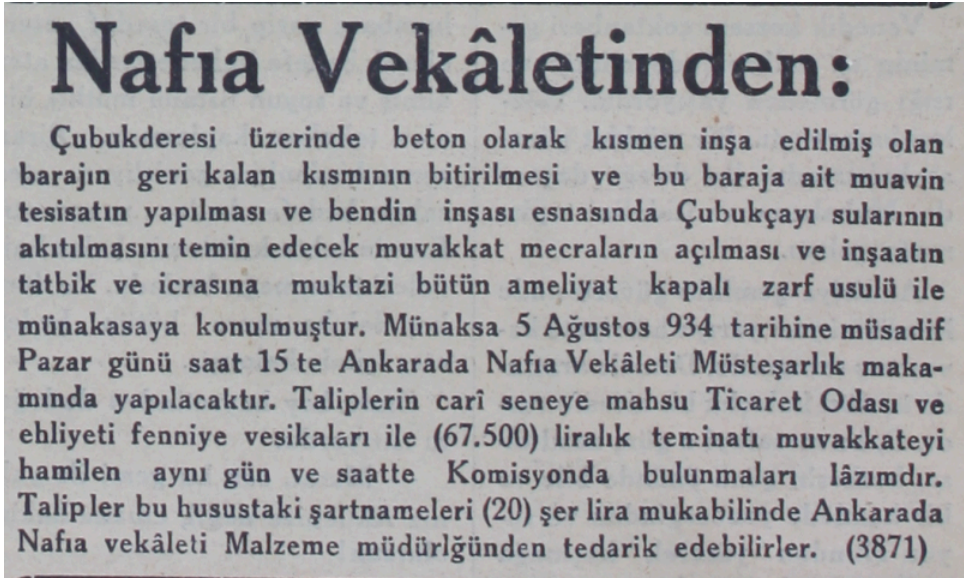 Nafıa Vekâletinden:
Çubukderesi üzerinde beton olarak kısmen inşa edilmiş olan
barajın geri kalan kısmının bitirilmesi ve bu baraja ait muavin
tesisatın yapılması ve bendin inşası esnasında Çubukçayı sularının
akıtılmasını temin edecek muvakkat mecraların açılması ve inşaatın
tatbik ve icrasına muktazi bütün ameliyat kapalı zarf usulü ile
münakasaya konulmuştur. Münaksa 5 Ağustos 934 tarihine müsadif
Pazar günü saat 15 te Ankarada Nafıa Vekâleti Müsteşarlık maka-
mında yapılacaktır. Taliplerin carî seneye mahsu Ticaret Odası ve
ehliyeti fenniye vesikaları ile (67.500) liralık teminatı muvakkateyi
hamilen aynı gün ve saatte Komisyonda bulunmaları lâzımdır.
Talipler bu husustaki şartnameleri (20) şer lira mukabilinde Ankarada
Nafıa vekâleti Malzeme müdürlğünden tedarik edebilirler. (3871)